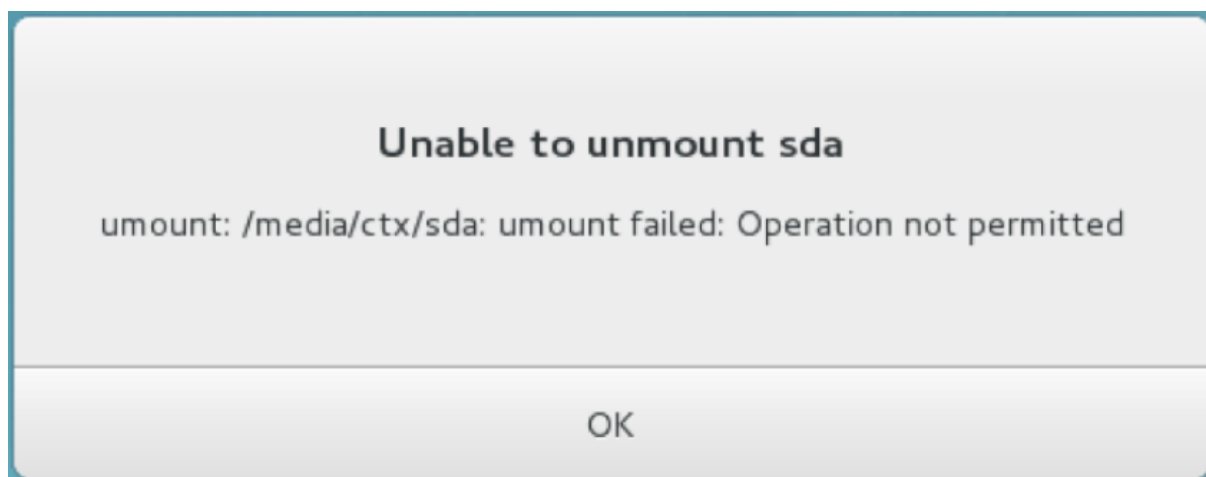 Unable to unmount sda
umount: /media/ctx/sda: umount failed: Operation not permitted
OK